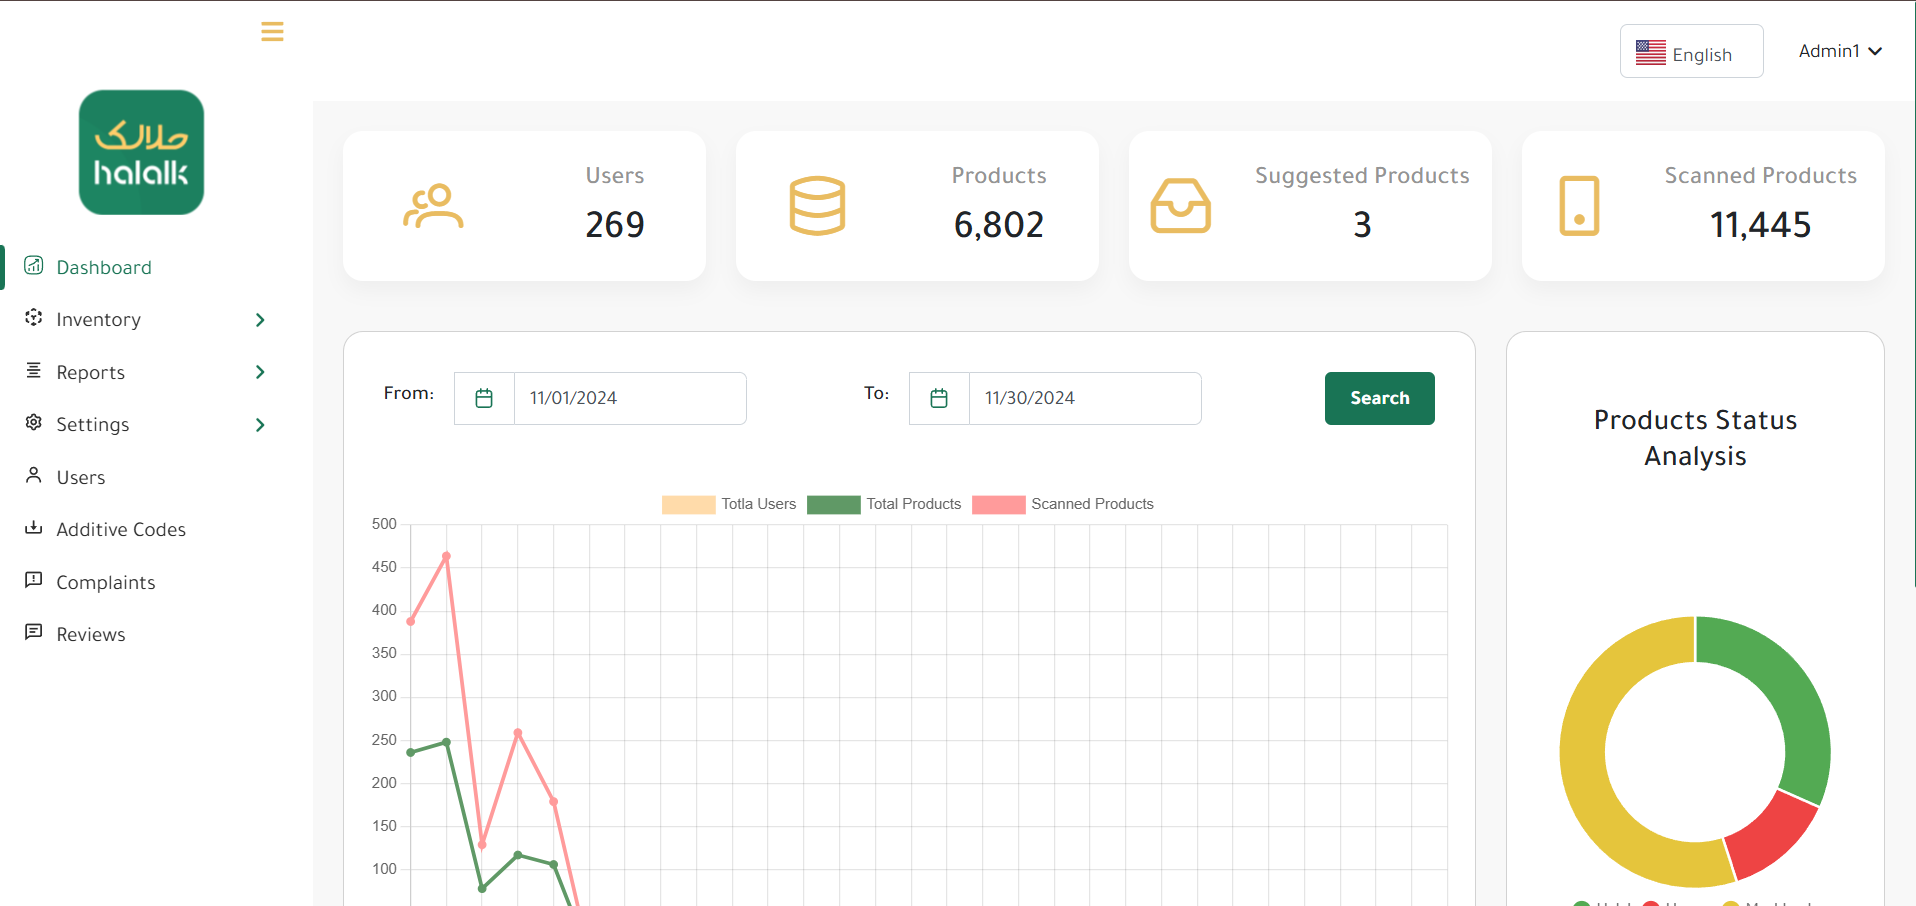 English
Admin1
حلالك
halalk
Dashboard
Inventory
Reports
Settings
Users
Additive Codes
Complaints
Reviews
Users
269
Products
6,802
Suggested Products
3
Scanned Products
11,445
From:
11/01/2024
To:
11/30/2024
Search
Totla Users
Total Products
Scanned Products
500
450
400
350
300
250
200
150
100
Products Status
Analysis